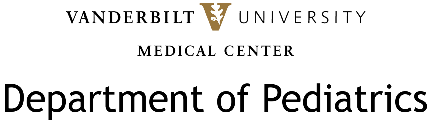 VANDERBILT V UNIVERSITY
MEDICAL CENTER
Department of Pediatrics